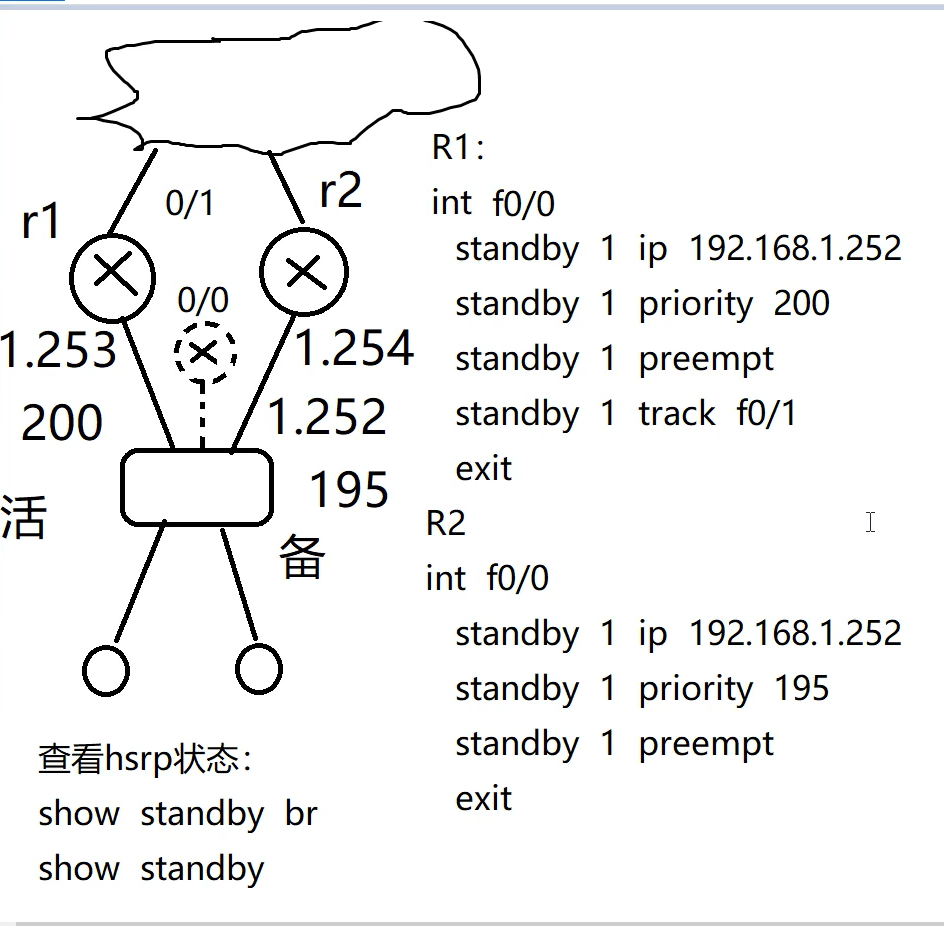 r1
0/1
r2
0/0
1.253
1.254
200
1.252
195
活
备
R1:
int f0/0
standby 1 ip 192.168.1.252
standby 1 priority 200
standby 1 preempt
standby 1 track f0/1
exit
R2
int f0/0
standby 1 ip 192.168.1.252
standby 1 priority 195
standby 1 preempt
exit
查看hsrp状态:
show standby br
show standby